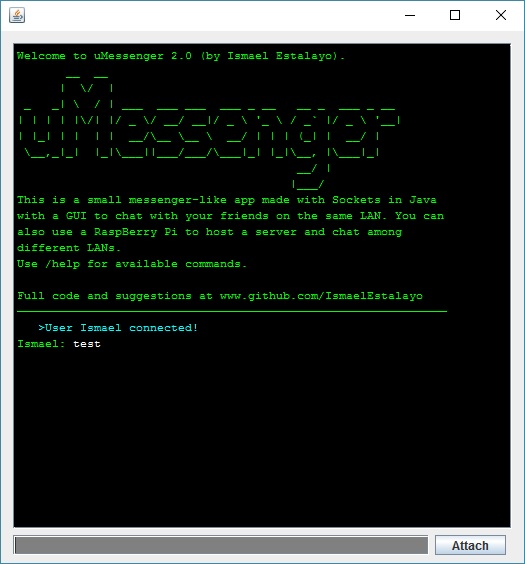 Welcome to uMessenger 2.0 (by Ismael Estalayo).
uMessenger
This is a small messenger-like app made with Sockets in Java
with a GUI to chat with your friends on the same LAN. You can
also use a RaspBerry Pi to host a server and chat among
different LANs.
Use /help for available commands.
Full code and suggestions at www.github.com/IsmaelEstalayo
>User Ismael connected!
Ismael: test
Attach